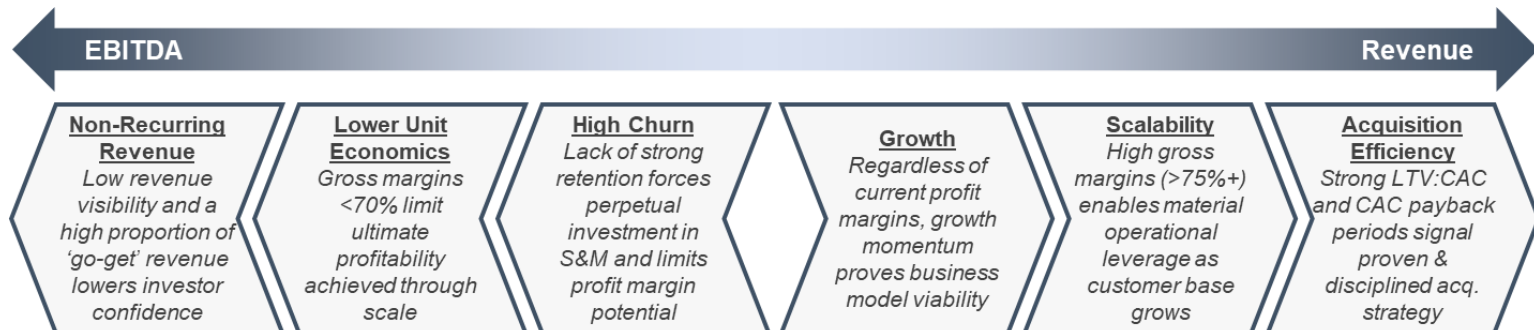 EBITDA
Revenue
Non-Recurring
Revenue
Low revenue
visibility and a
high proportion of
‘go-get’ revenue
lowers investor
confidence
Lower Unit
Economics
Gross margins
<70% limit
ultimate
profitability
achieved through
scale
High Churn
Lack of strong
retention forces
perpetual
investment in
S&M and limits
profit margin
potential
Growth
Regardless of
current profit
margins, growth
momentum
proves business
model viability
Scalability
High gross
margins (>75%+)
enables material
operational
leverage as
customer base
grows
Acquisition
Efficiency
Strong LTV:CAC
and CAC payback
periods signal
proven &
disciplined acq.
strategy